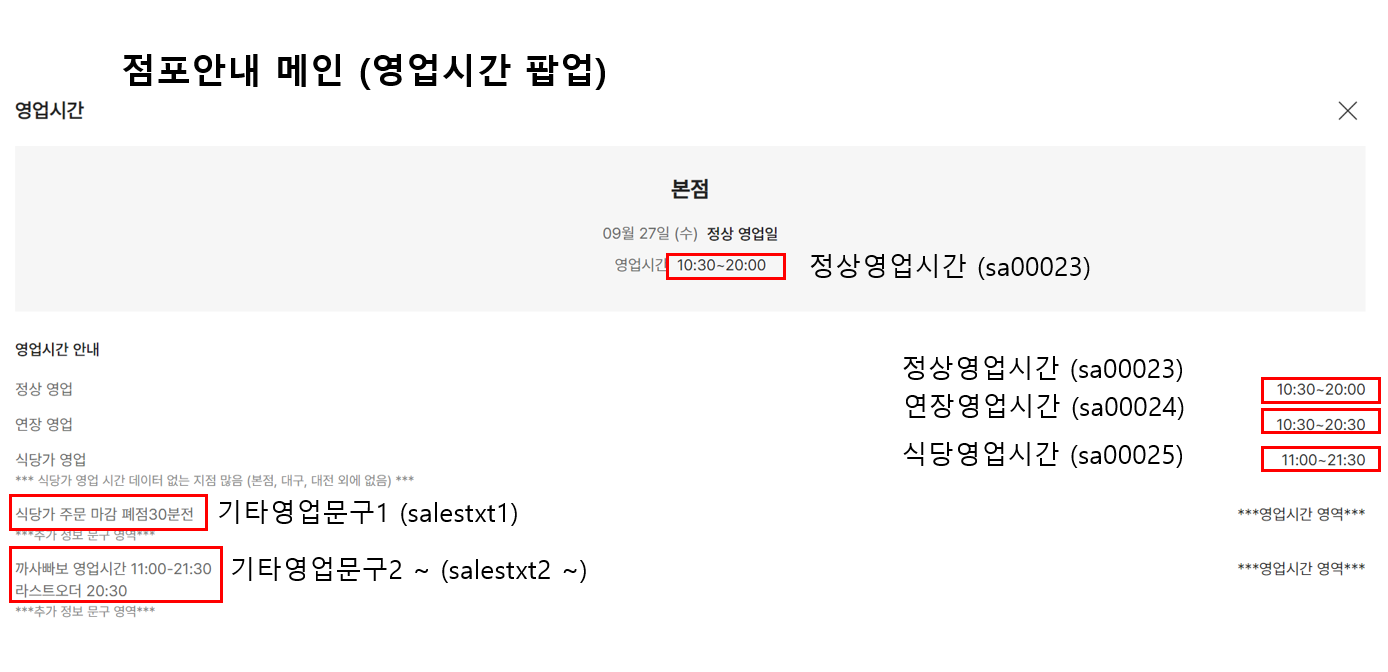 점포안내 메인 (영업시간 팝업)
영업시간
본점
09월 27일 (수) 정상 영업일
영업시간 10:30~20:00 정상영업시간 (sa00023)
영업시간 안내
정상 영업 정상영업시간 (sa00023) 10:30~20:00
연장 영업 연장영업시간 (sa00024) 10:30~20:30
식당가 영업 식당영업시간 (sa00025) 11:00~21:30
*** 식당가 영업 시간 데이터 없는 지점 많음 (본점, 대구, 대전 외에 없음) ***
식당가 주문 마감 폐점30분전 기타영업문구1 (salestxt1) ***영업시간 영역***
***추가 정보 문구 영역***
까사빠보 영업시간 11:00-21:30 기타영업문구2 ~ (salestxt2 ~) ***영업시간 영역***
라스트오더 20:30
***추가 정보 문구 영역***